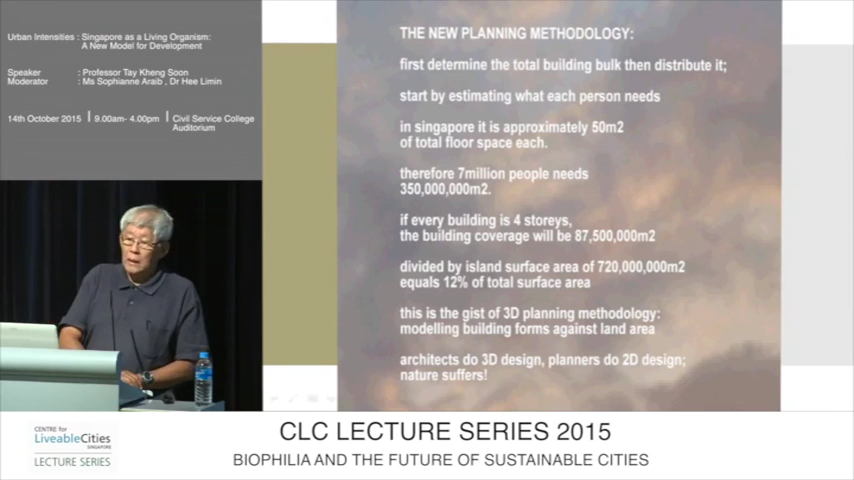 Urban Intensities : Singapore as a Living Organism:
A New Model for Development
Speaker : Professor Tay Kheng Soon
Moderator : Ms Sophianne Araib , Dr Hee Limin
14th October 2015 | 9.00am- 4.00pm | Civil Service College
Auditorium
THE NEW PLANNING METHODOLOGY:
first determine the total building bulk then distribute it;
start by estimating what each person needs
in singapore it is approximately 50m2
of total floor space each.
therefore 7million people needs
350,000,000m2.
if every building is 4 storeys,
the building coverage will be 87,500,000m2
divided by island surface area of 720,000,000m2
equals 12% of total surface area
this is the gist of 3D planning methodology:
modelling building forms against land area
architects do 3D design, planners do 2D design;
nature suffers!
CENTRE for
LiveableCities
SINGAPORE
LECTURE SERIES
CLC LECTURE SERIES 2015
BIOPHILIA AND THE FUTURE OF SUSTAINABLE CITIES